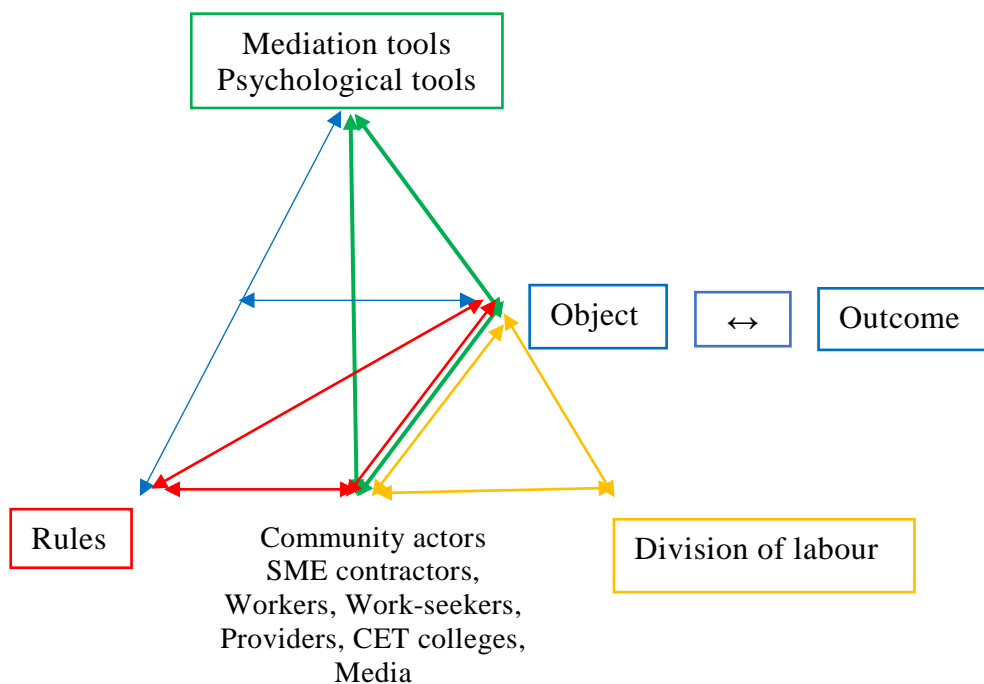 Mediation tools
Psychological tools
Object
↔
Outcome
Rules
Community actors
SME contractors,
Workers, Work-seekers,
Providers, CET colleges,
Media
Division of labour